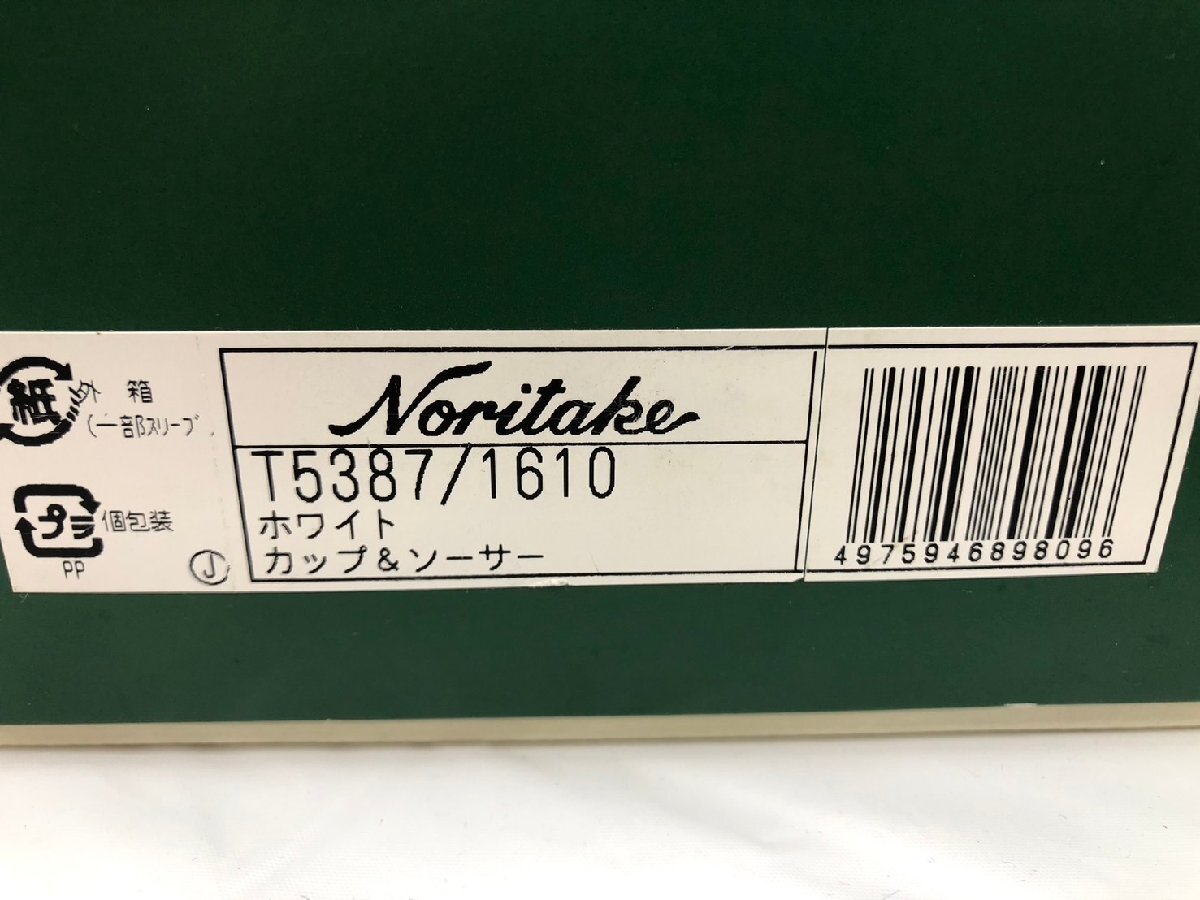 紙 外 箱
(一部スリーブ
プラ 個包装
PP
J
Noritake
T5387/1610
ホワイト
カップ&ソーサー
4975946898096